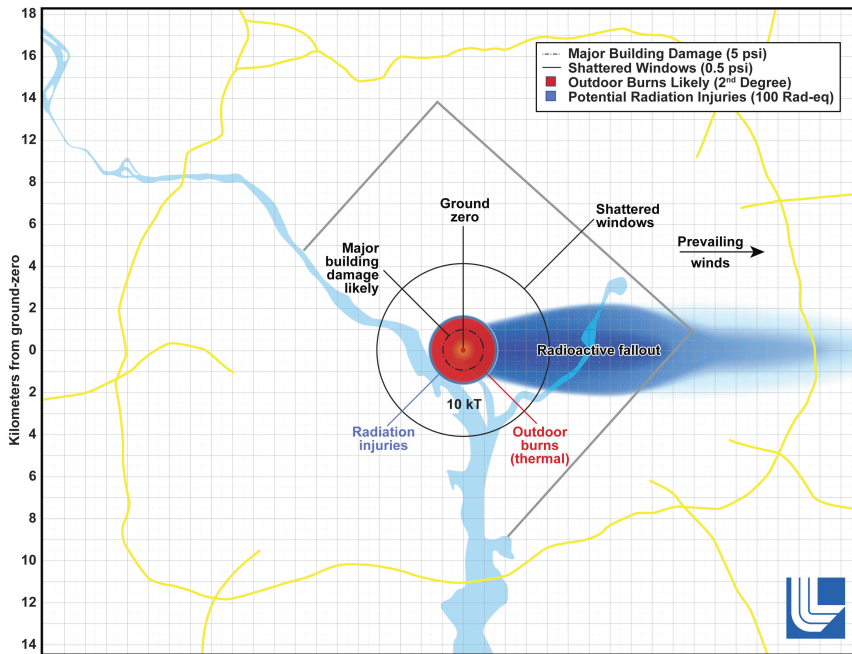 18
16
14
14
8
6
4
2
0
2
4
6
8
10
12
14
Kilometers from ground-zero
Major Building Damage (5 psi)
Shattered Windows (0.5 psi)
Outdoor Burns Likely (2nd Degree)
Potential Radiation Injuries (100 Rad-eq)
Ground
zero
Shattered
windows
Major
building
damage
likely
Prevailing
winds
Radioactive fallout
10 kT
Radiation
injuries
Outdoor
burns
(thermal)